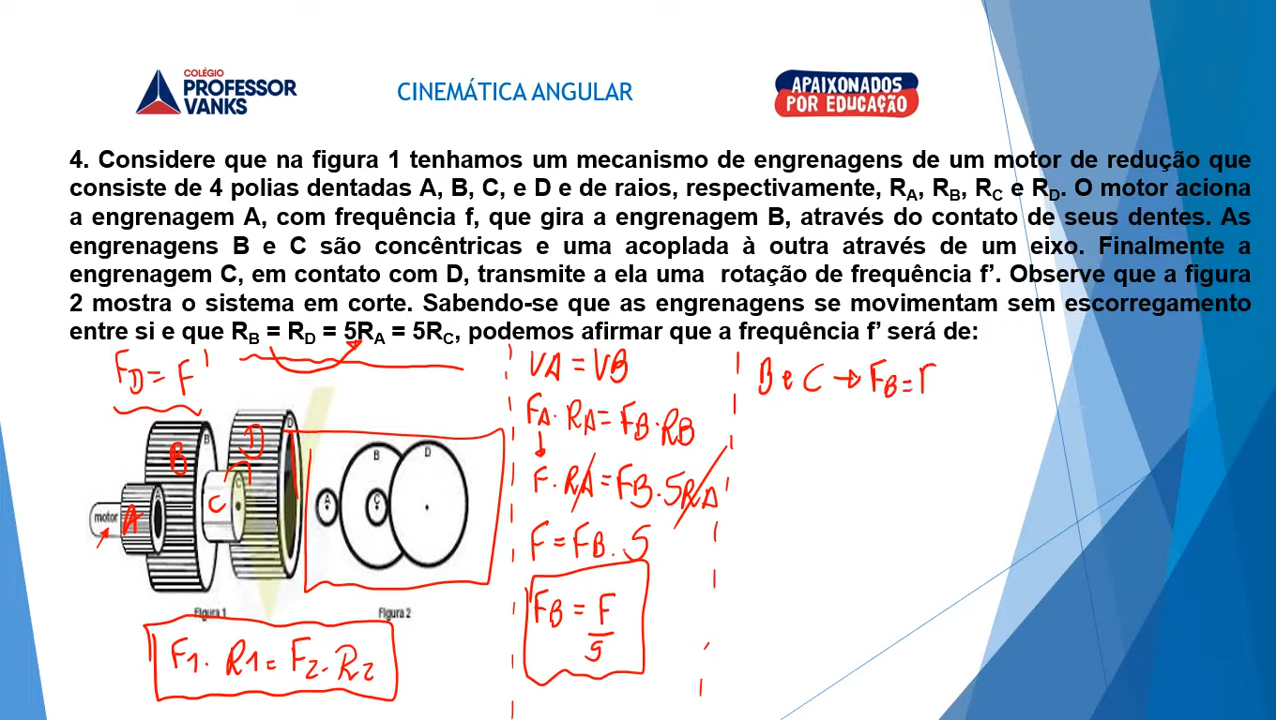 COLÉGIO
PROFESSOR
VANKS
CINEMÁTICA ANGULAR
APAIXONADOS
POR EDUCAÇÃO
4. Considere que na figura 1 tenhamos um mecanismo de engrenagens de um motor de redução que
consiste de 4 polias dentadas A, B, C, e D e de raios, respectivamente, RA, RB, RC e RD. O motor aciona
a engrenagem A, com frequência f, que gira a engrenagem B, através do contato de seus dentes. As
engrenagens B e C são concêntricas e uma acoplada à outra através de um eixo. Finalmente a
engrenagem C, em contato com D, transmite a ela uma rotação de frequência f’. Observe que a figura
2 mostra o sistema em corte. Sabendo-se que as engrenagens se movimentam sem escorregamento
entre si e que RB = RD = 5RA = 5RC, podemos afirmar que a frequência f’ será de:
FD = F'
B
D
B
D
C
C
motor
A
A
B
D
A
C
Figura 1
Figura 2
F1 . R1 = F2 . R2
VA = VB
FA . RA = FB . RB
F . RA = FB . 5RA
F = FB . 5
FB = F
5
B e C → FB =